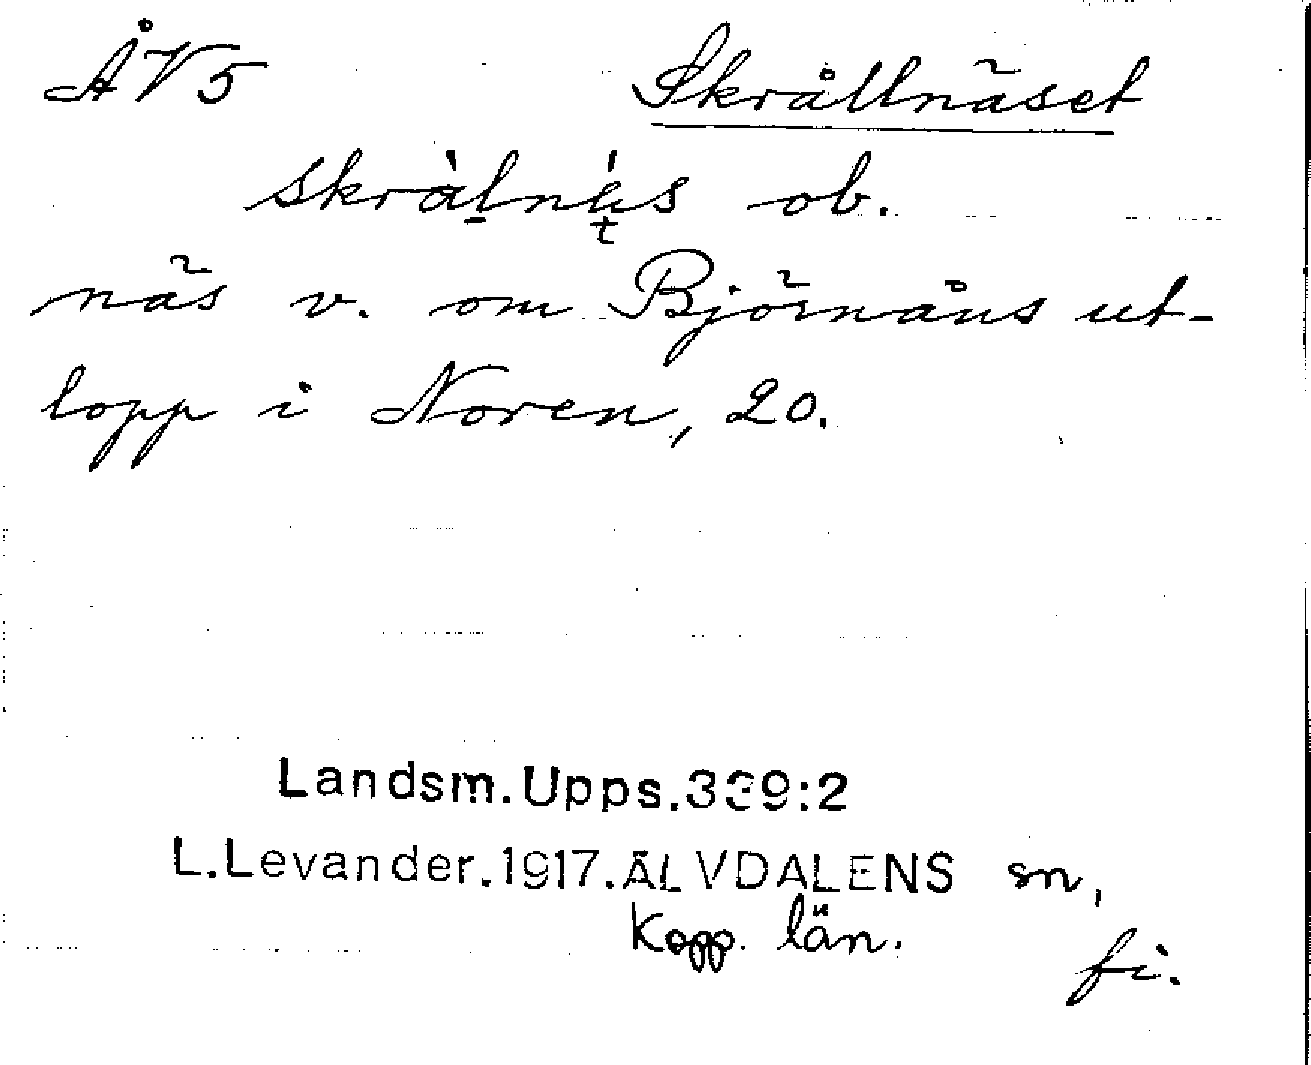 ÅV5 Skrållnäset
skràlnés ob.
näs v. om Björnåns ut-
lopp i Noren, 20.
Landsm.Upps.339:2
L.Levander.1917.ÄLVDALENS sn,
Kopp. län.
fi.